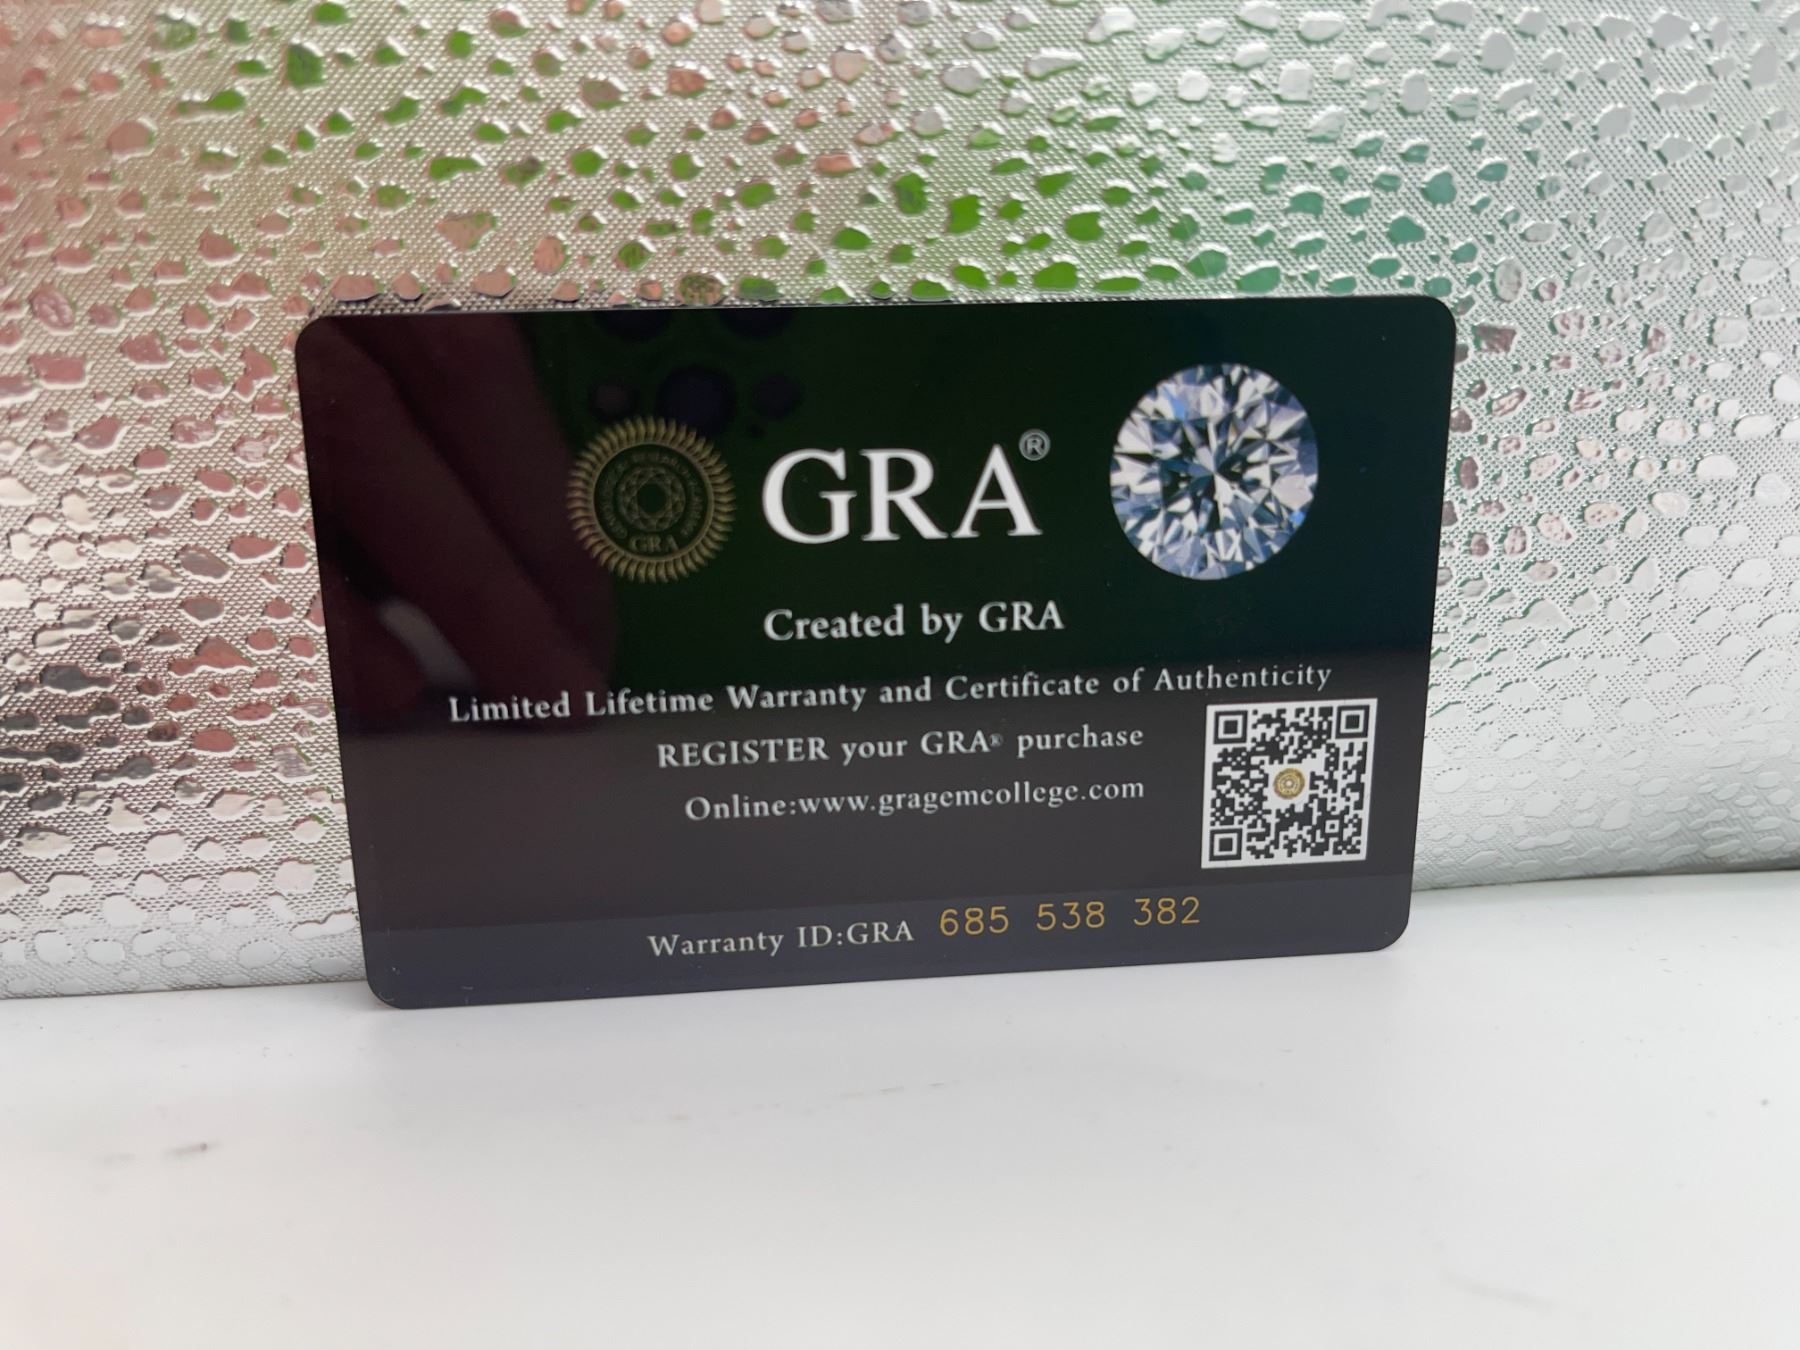 GRA®
GRA
Created by GRA
Limited Lifetime Warranty and Certificate of Authenticity
REGISTER your GRA® purchase
Online:www.gragemcollege.com
Warranty ID:GRA 685 538 382